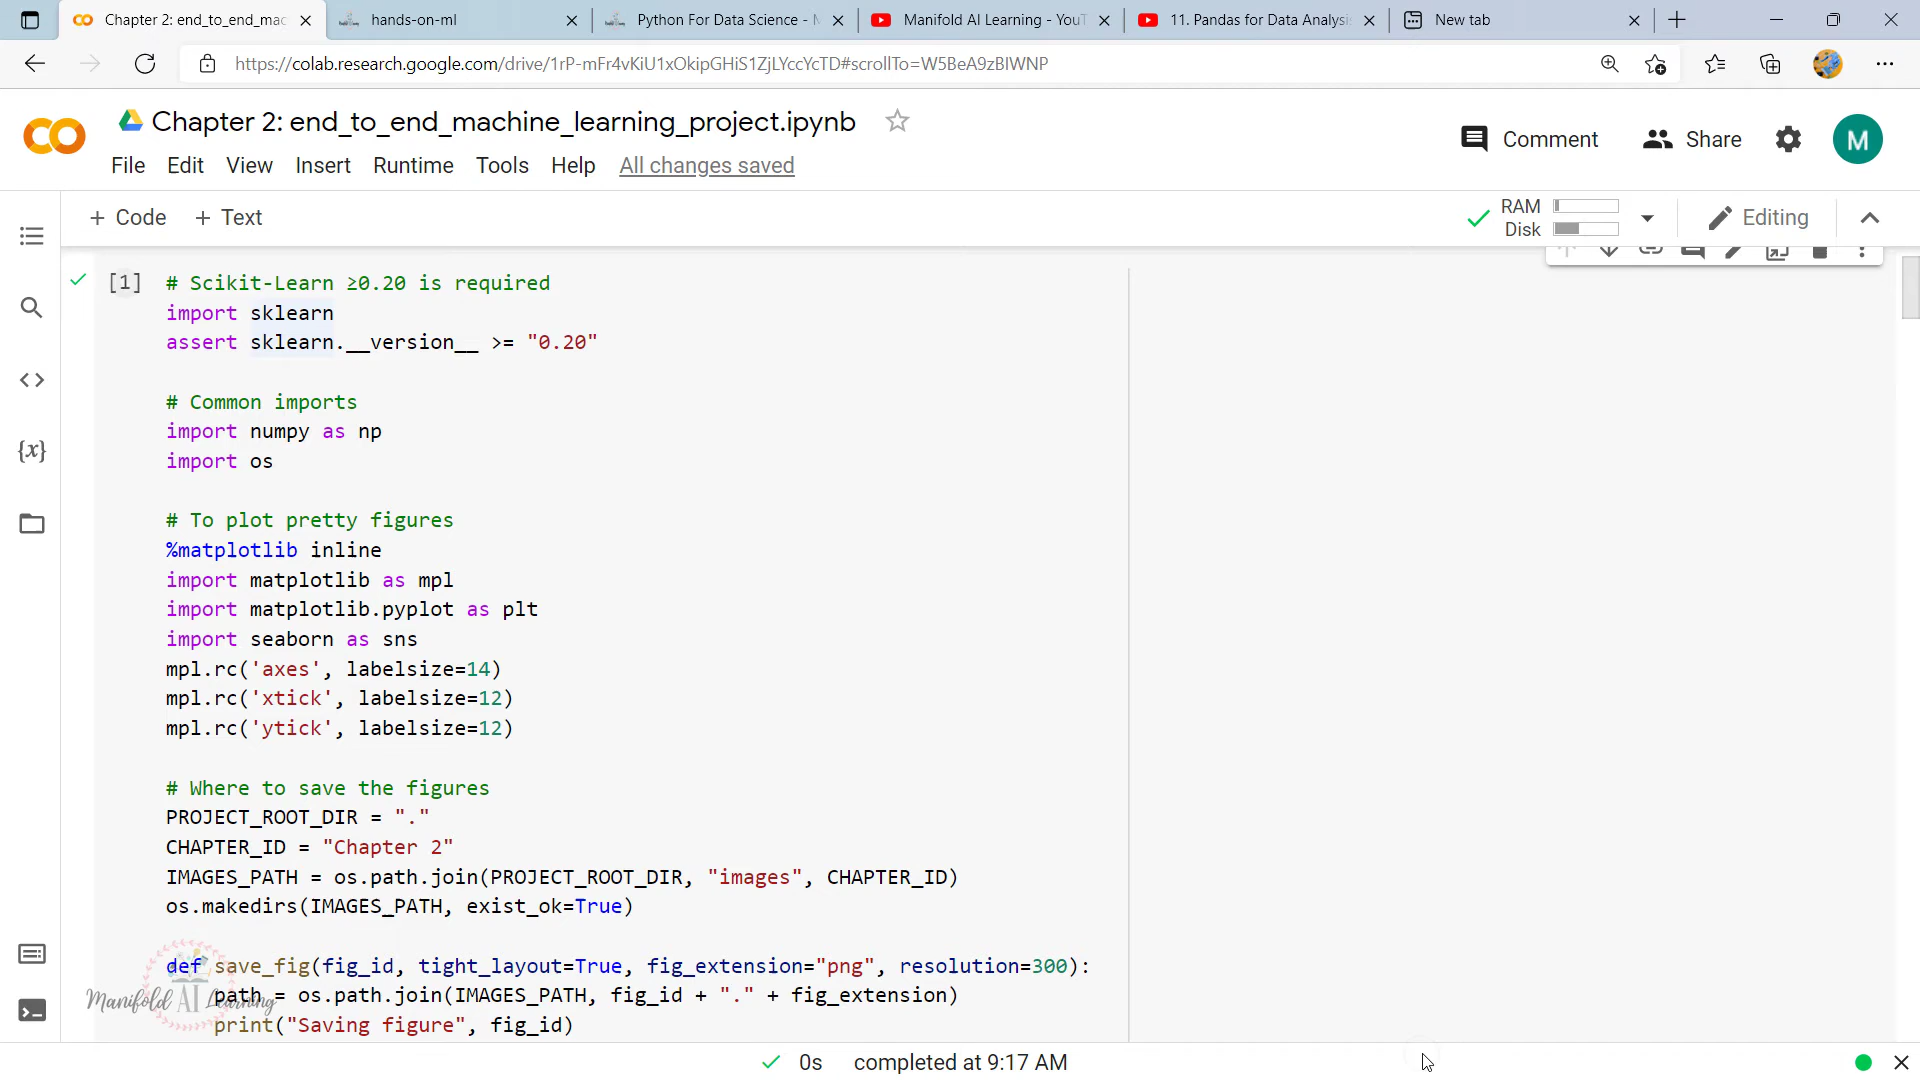 Chapter 2: end_to_end_mac
hands-on-ml
Python For Data Science - M
Manifold AI Learning - YouT
11. Pandas for Data Analysis
New tab
https://colab.research.google.com/drive/1rP-mFr4vKiU1xOkipGHiS1ZjLYccYcTD#scrollTo=W5BeA9zBIWNP
Chapter 2: end_to_end_machine_learning_project.ipynb
Comment
Share
M
File Edit View Insert Runtime Tools Help All changes saved
+ Code + Text
RAM
Disk
Editing
[1] # Scikit-Learn ≥0.20 is required
import sklearn
assert sklearn.__version__ >= "0.20"
# Common imports
import numpy as np
import os
# To plot pretty figures
%matplotlib inline
import matplotlib as mpl
import matplotlib.pyplot as plt
import seaborn as sns
mpl.rc('axes', labelsize=14)
mpl.rc('xtick', labelsize=12)
mpl.rc('ytick', labelsize=12)
# Where to save the figures
PROJECT_ROOT_DIR = "."
CHAPTER_ID = "Chapter 2"
IMAGES_PATH = os.path.join(PROJECT_ROOT_DIR, "images", CHAPTER_ID)
os.makedirs(IMAGES_PATH, exist_ok=True)
def save_fig(fig_id, tight_layout=True, fig_extension="png", resolution=300):
path = os.path.join(IMAGES_PATH, fig_id + "." + fig_extension)
print("Saving figure", fig_id)
Manifold AI Learning
0s completed at 9:17 AM